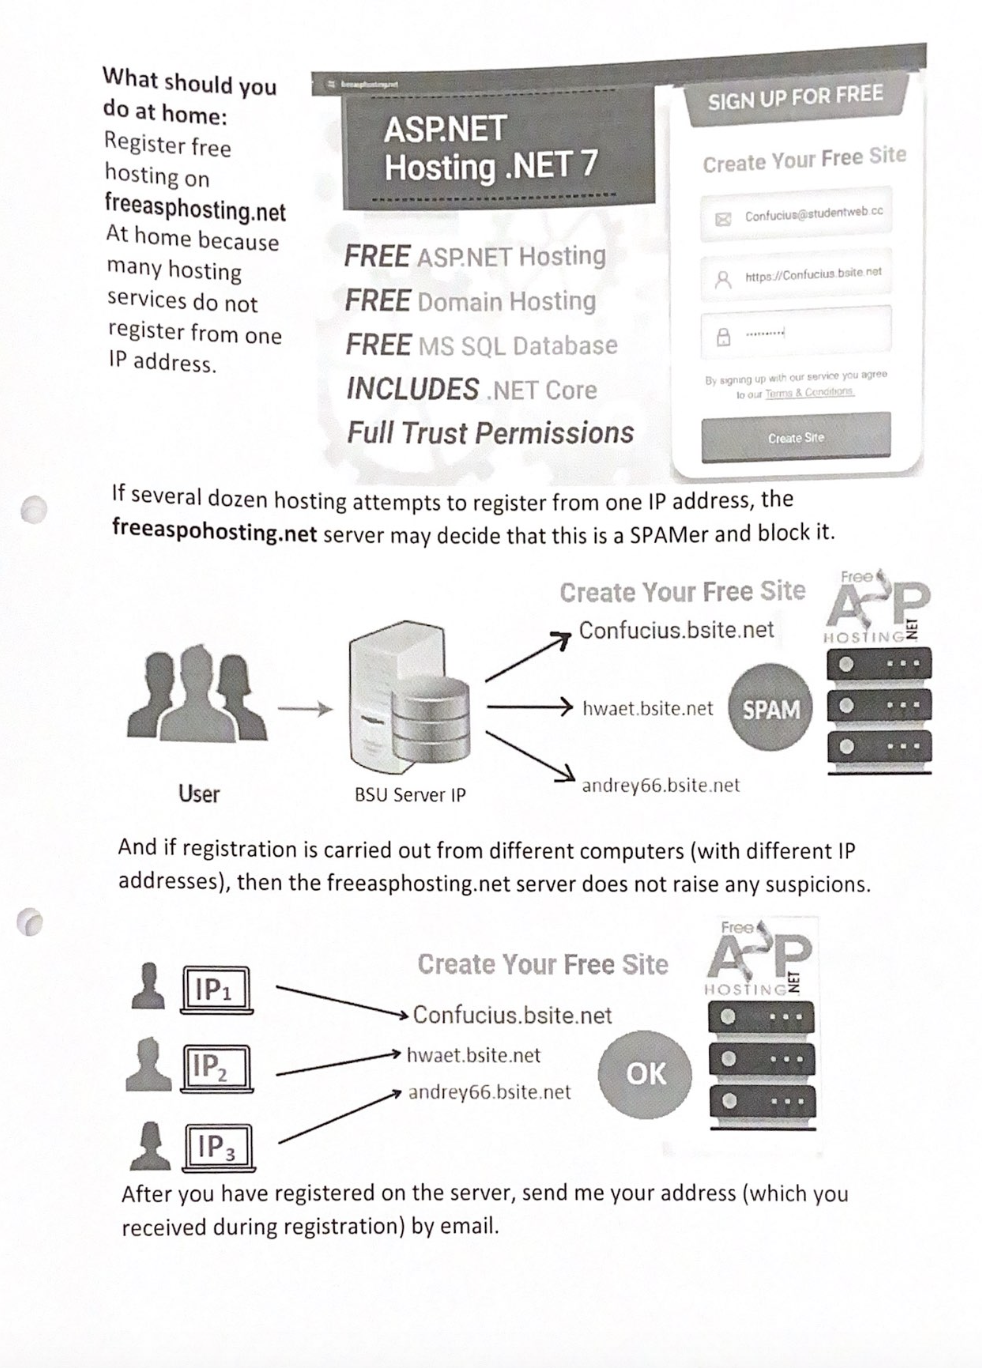 What should you
do at home:
Register free
hosting on
freeasphosting.net
At home because
many hosting
services do not
register from one
IP address.
freeasphosting.net
ASP.NET
Hosting .NET 7
FREE ASP.NET Hosting
FREE Domain Hosting
FREE MS SQL Database
INCLUDES .NET Core
Full Trust Permissions
SIGN UP FOR FREE
Create Your Free Site
Confucius@studentweb.cc
https://Confucius.bsite.net
By signing up with our service you agree
to our Terms & Conditions
Create Site
If several dozen hosting attempts to register from one IP address, the
freeaspohosting.net server may decide that this is a SPAMer and block it.
Create Your Free Site
Free
ASP
HOSTING .NET
Confucius.bsite.net
hwaet.bsite.net
SPAM
andrey66.bsite.net
User
BSU Server IP
And if registration is carried out from different computers (with different IP
addresses), then the freeasphosting.net server does not raise any suspicions.
Create Your Free Site
Free
ASP
HOSTING .NET
IP1
Confucius.bsite.net
IP2
hwaet.bsite.net
OK
andrey66.bsite.net
IP3
After you have registered on the server, send me your address (which you
received during registration) by email.